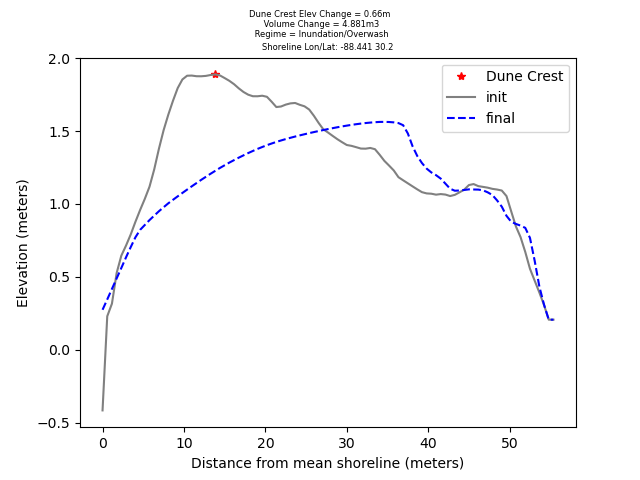 Dune Crest Elev Change = 0.66m
Volume Change = 4.881m3
Regime = Inundation/Overwash
Shoreline Lon/Lat: -88.441 30.2
Dune Crest
init
final
Elevation (meters)
2.0
1.5
1.0
0.5
0.0
−0.5
0 10 20 30 40 50
Distance from mean shoreline (meters)